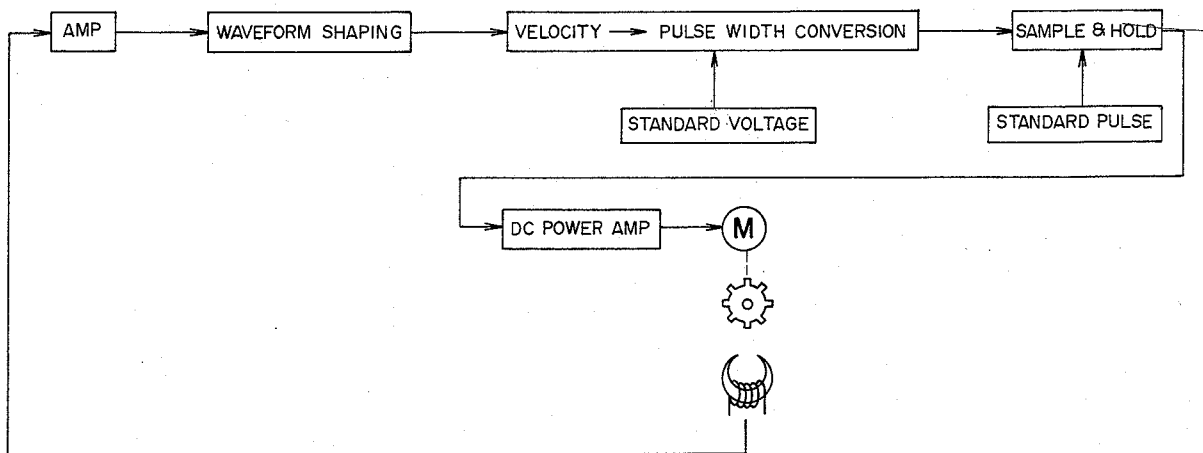 AMP
WAVEFORM SHAPING
VELOCITY → PULSE WIDTH CONVERSION
SAMPLE & HOLD
STANDARD VOLTAGE
STANDARD PULSE
DC POWER AMP
M